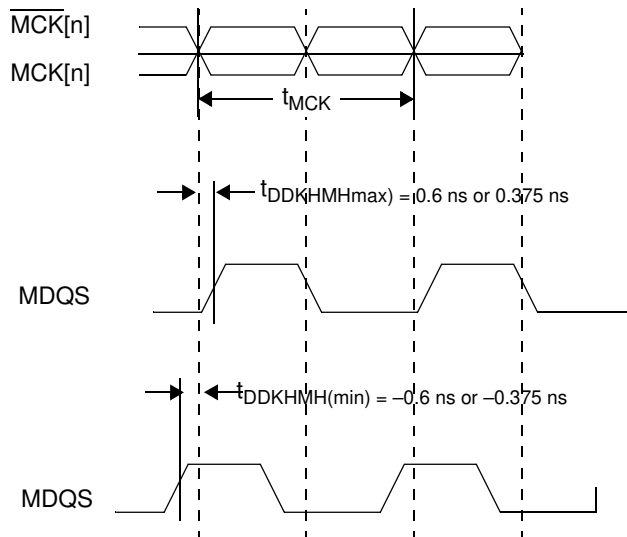 MCK[n]
MCK[n]
tMCK
tDDKHMHmax) = 0.6 ns or 0.375 ns
MDQS
tDDKHMH(min) = –0.6 ns or –0.375 ns
MDQS